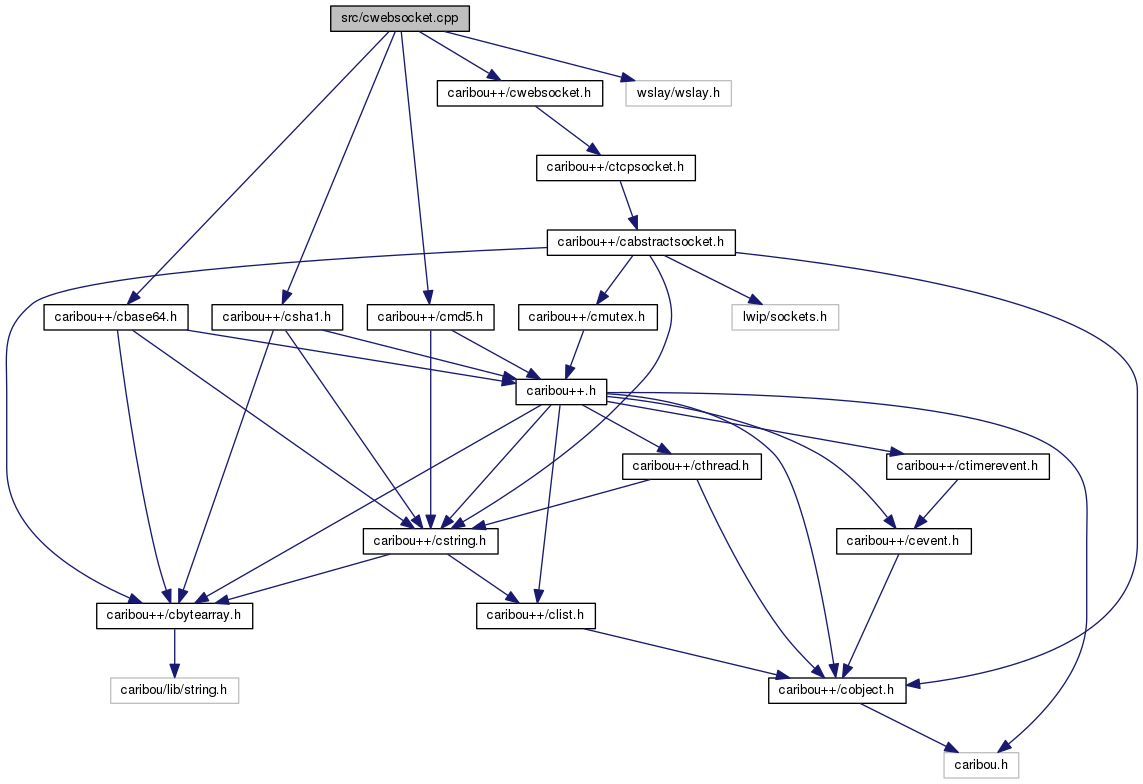 src/cwebsocket.cpp
caribou++/cwebsocket.h
wslay/wslay.h
caribou++/ctcpsocket.h
caribou++/cabstractsocket.h
caribou++/cbase64.h
caribou++/csha1.h
caribou++/cmd5.h
caribou++/cmutex.h
lwip/sockets.h
caribou++.h
caribou++/cthread.h
caribou++/ctimerevent.h
caribou++/cstring.h
caribou++/cevent.h
caribou++/cbytearray.h
caribou++/clist.h
caribou/lib/string.h
caribou++/cobject.h
caribou.h